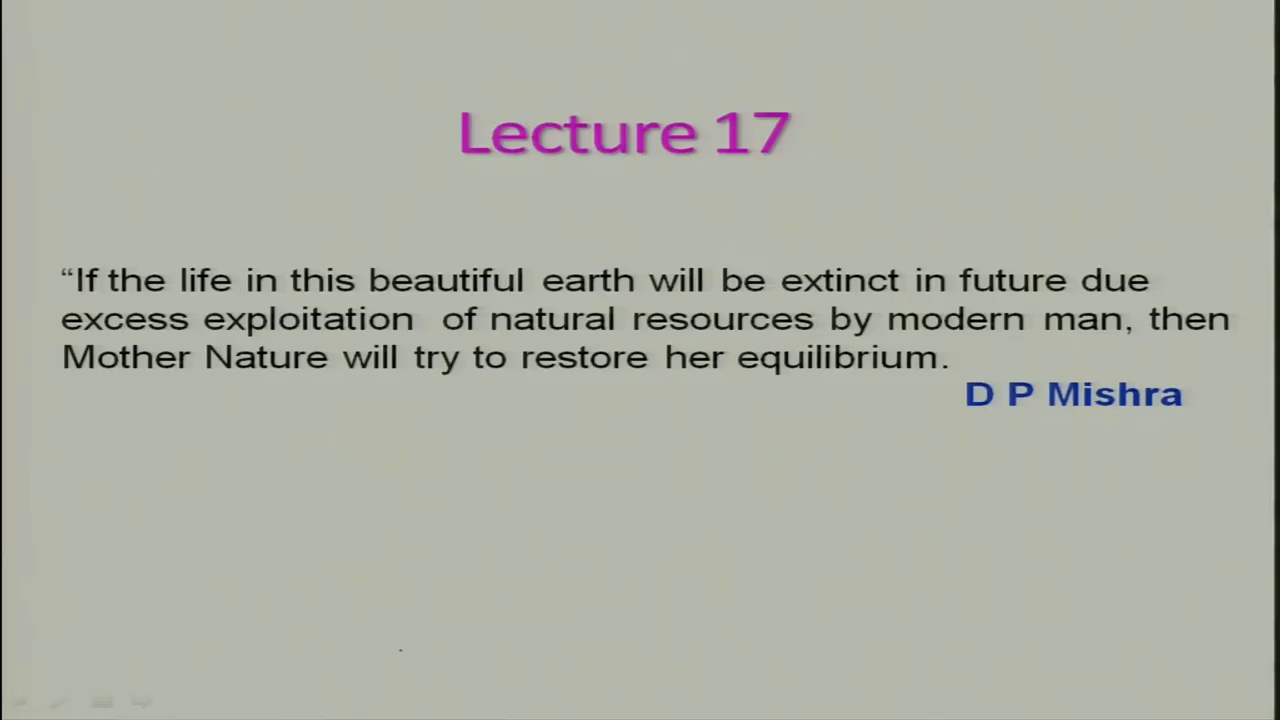 Lecture 17
“If the life in this beautiful earth will be extinct in future due
excess exploitation of natural resources by modern man, then
Mother Nature will try to restore her equilibrium.
D P Mishra